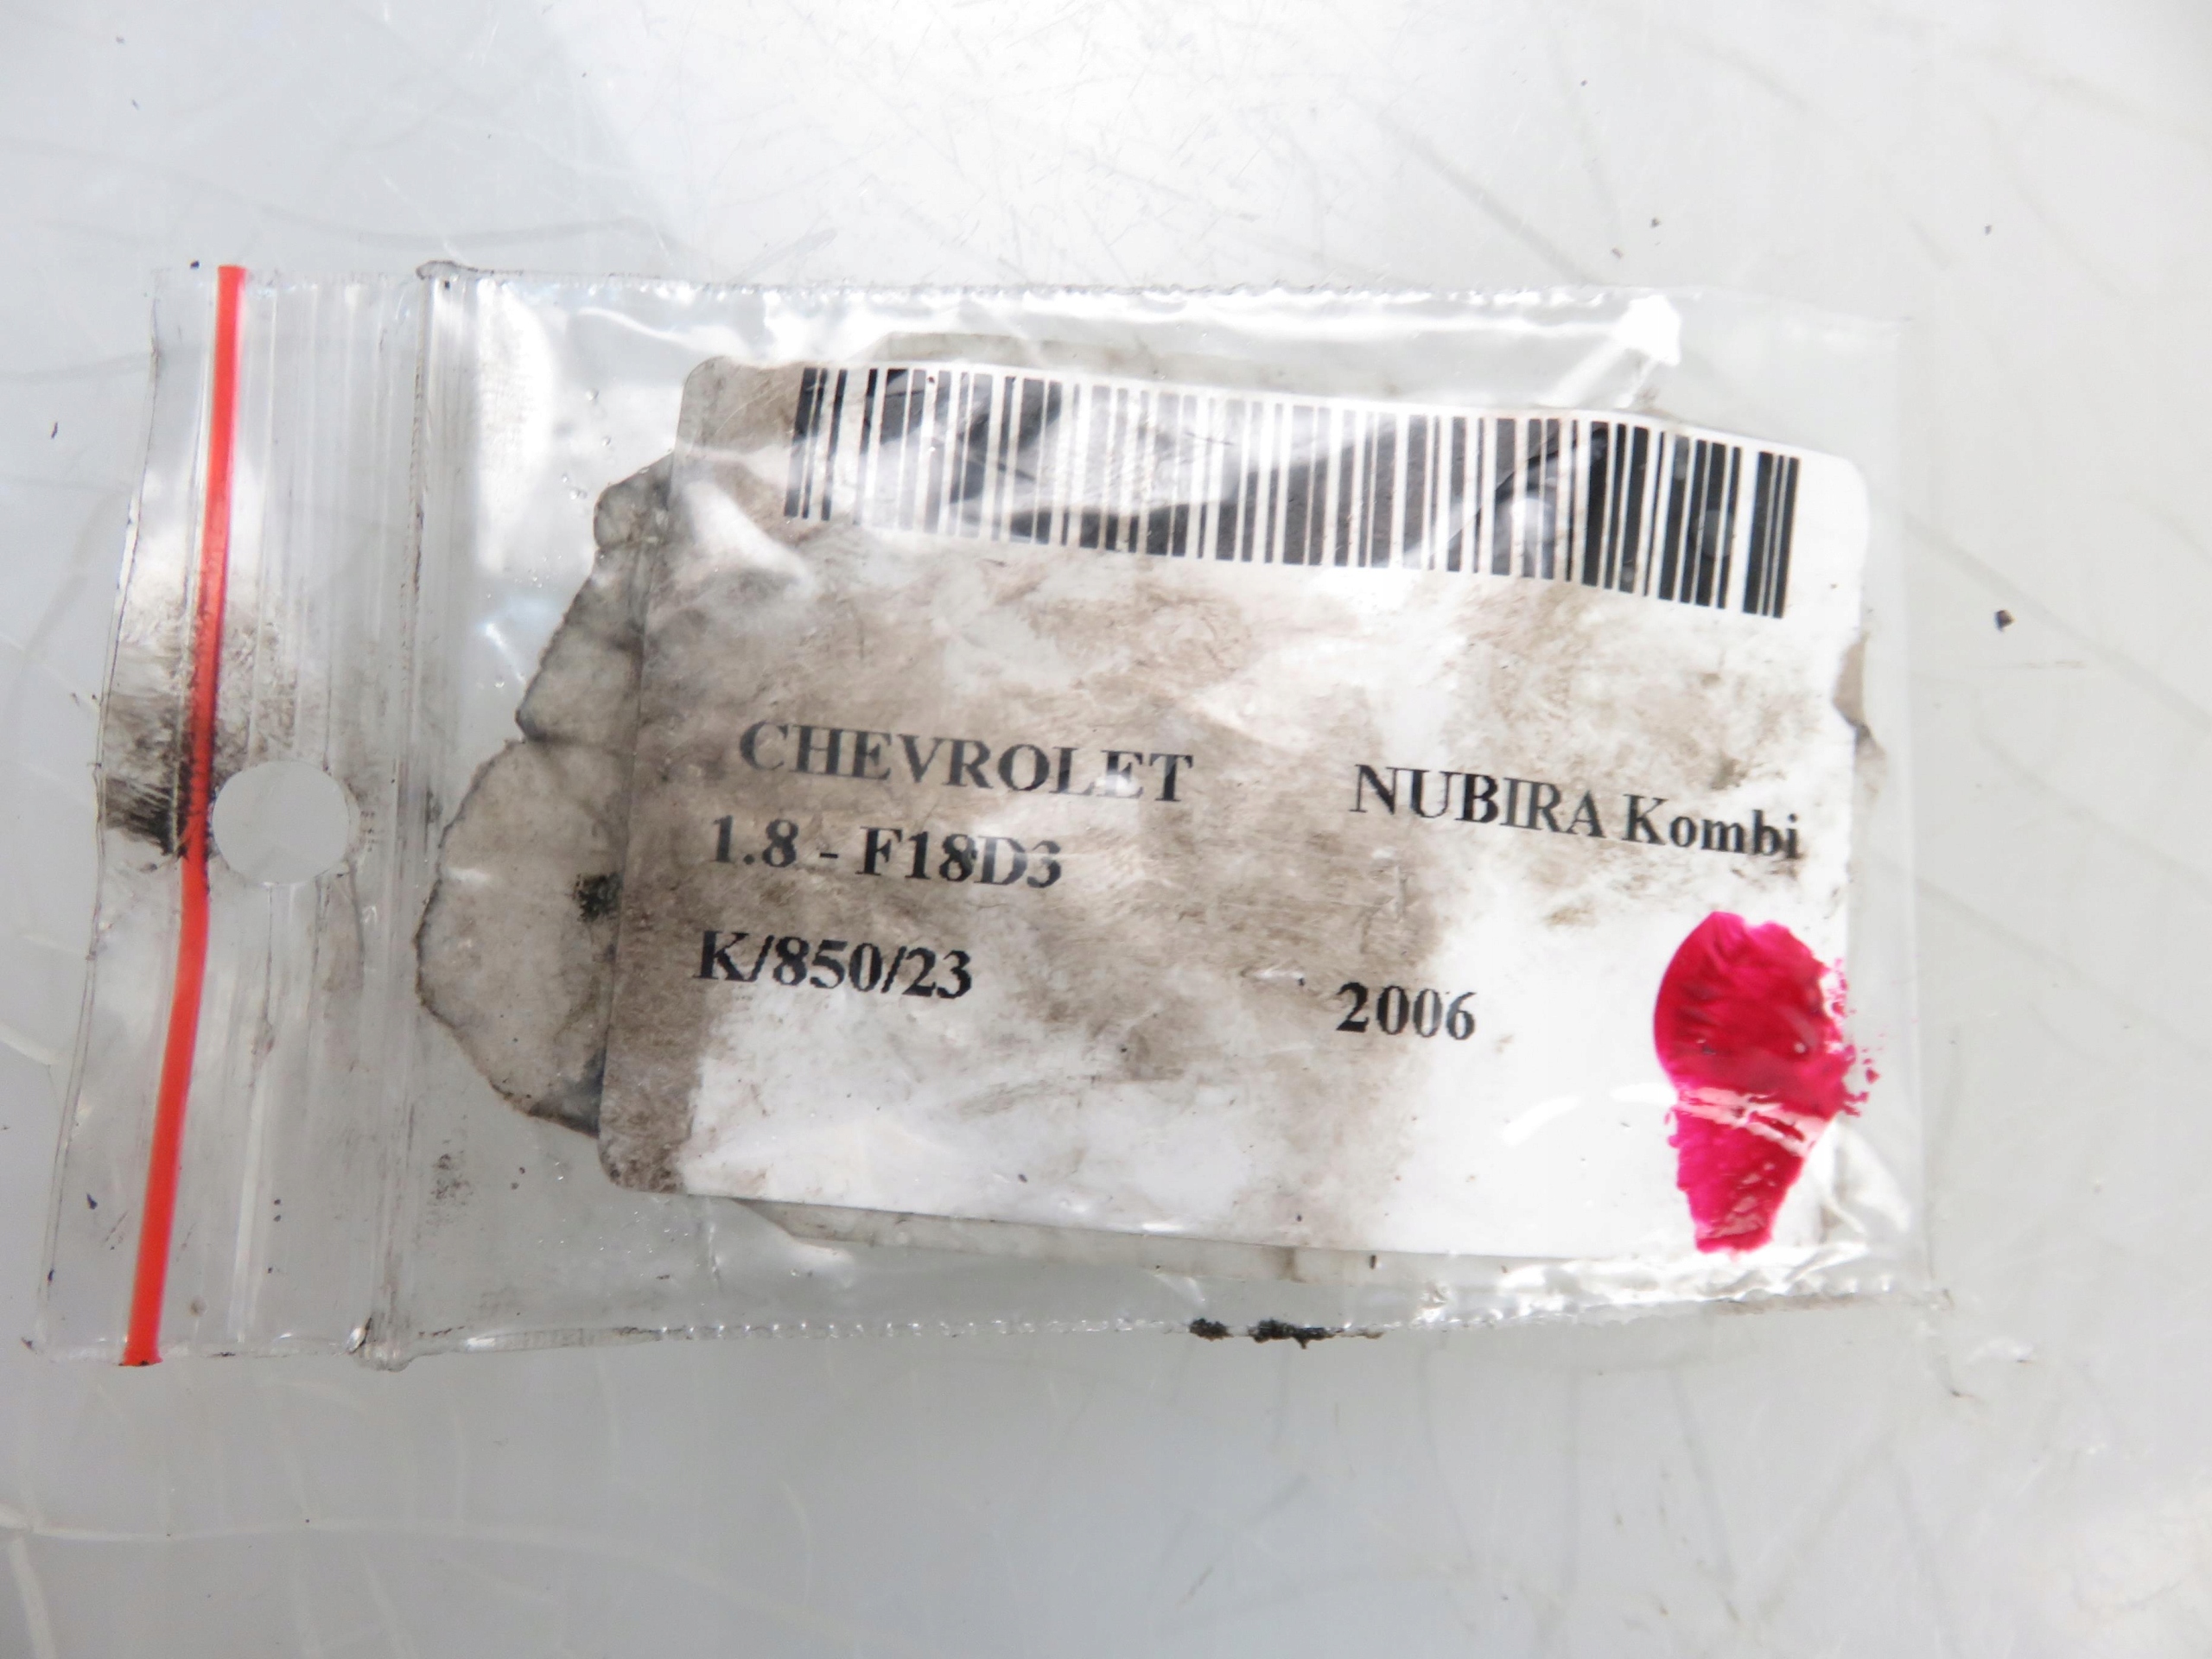 CHEVROLET NUBIRA Kombi
1.8 - F18D3
K/850/23 2006